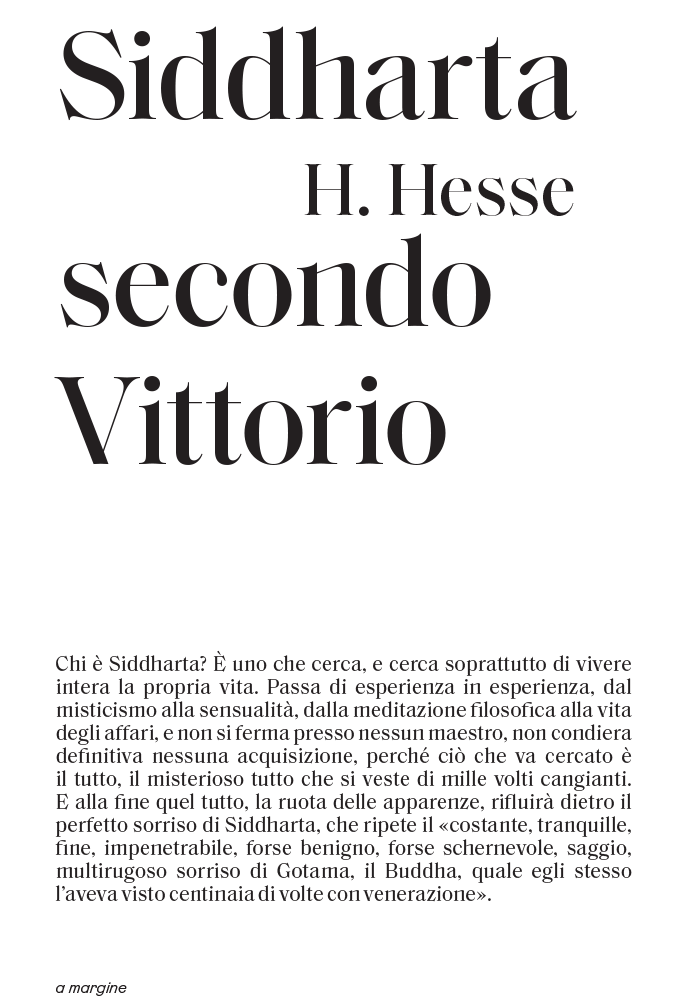 Siddharta
H. Hesse
secondo
Vittorio
Chi è Siddharta? È uno che cerca, e cerca soprattutto di vivere
intera la propria vita. Passa di esperienza in esperienza, dal
misticismo alla sensualità, dalla meditazione filosofica alla vita
degli affari, e non si ferma presso nessun maestro, non condiera
definitiva nessuna acquisizione, perché ciò che va cercato è
il tutto, il misterioso tutto che si veste di mille volti cangianti.
E alla fine quel tutto, la ruota delle apparenze, rifluirà dietro il
perfetto sorriso di Siddharta, che ripete il «costante, tranquille,
fine, impenetrabile, forse benigno, forse schernevole, saggio,
multirugoso sorriso di Gotama, il Buddha, quale egli stesso
l'aveva visto centinaia di volte con venerazione».
a margine